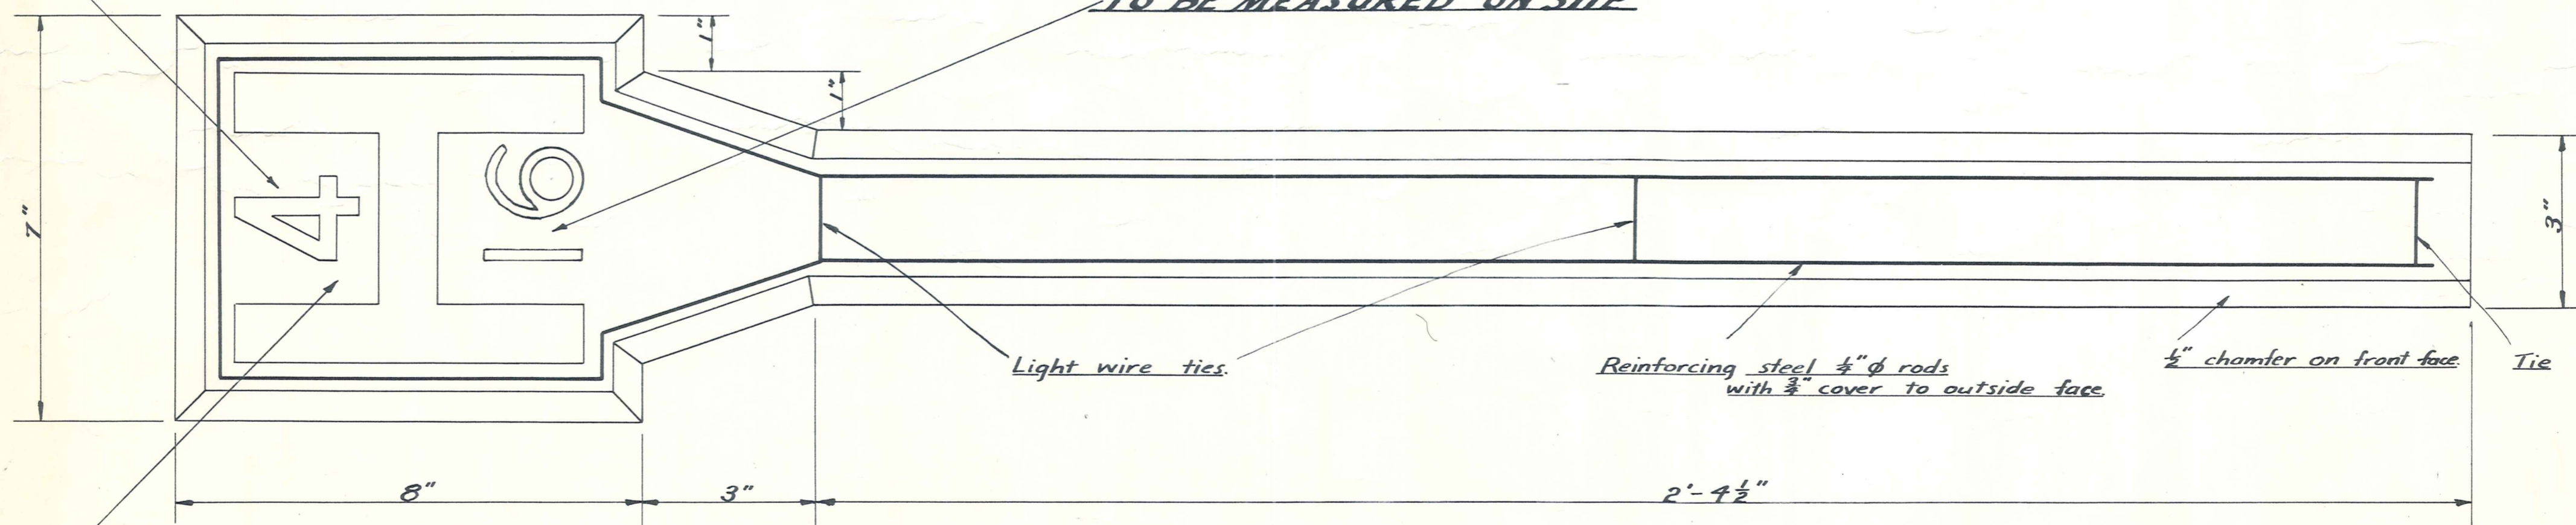 TO BE MEASURED ON SITE
1"
1"
7"
H
4
16
3"
Light wire ties.
Reinforcing steel ¼"φ rods
with ¾" cover to outside face.
½" chamfer on front face.
Tie
8"
3"
2'-4½"